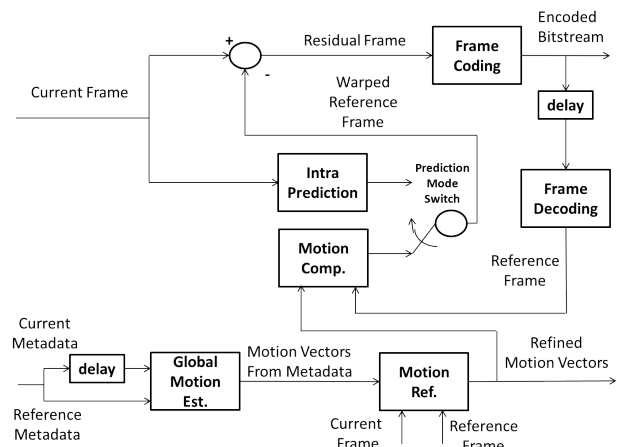 +
-
Residual Frame
Frame
Coding
Encoded
Bitstream
Current Frame
Warped
Reference
Frame
delay
Intra
Prediction
Prediction
Mode
Switch
Frame
Decoding
Motion
Comp.
Reference
Frame
Current
Metadata
delay
Global
Motion
Est.
Motion Vectors
From Metadata
Motion
Ref.
Refined
Motion Vectors
Reference
Metadata
Current
Frame
Reference
Frame